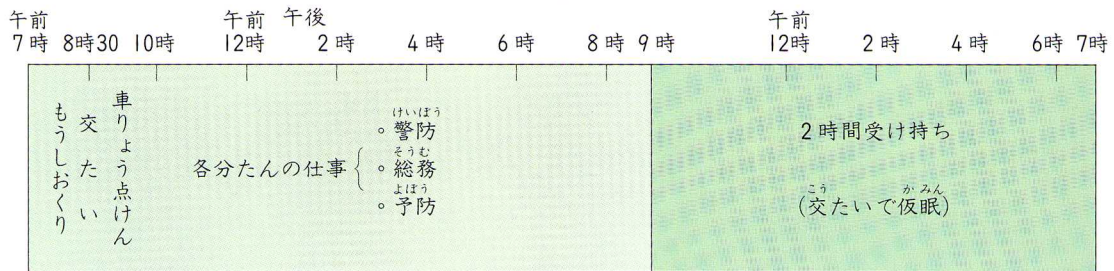 午前 午前 午後 午前
7時 8時30 10時 12時 2時 4時 6時 8時 9時 12時 2時 4時 6時 7時
もうしおくり
交たい
車りょう点けん
各分たんの仕事
けいぼう
。警防
そうむ
。総務
よぼう
。予防
2時間受け持ち
こう かみん
(交たいで仮眠)